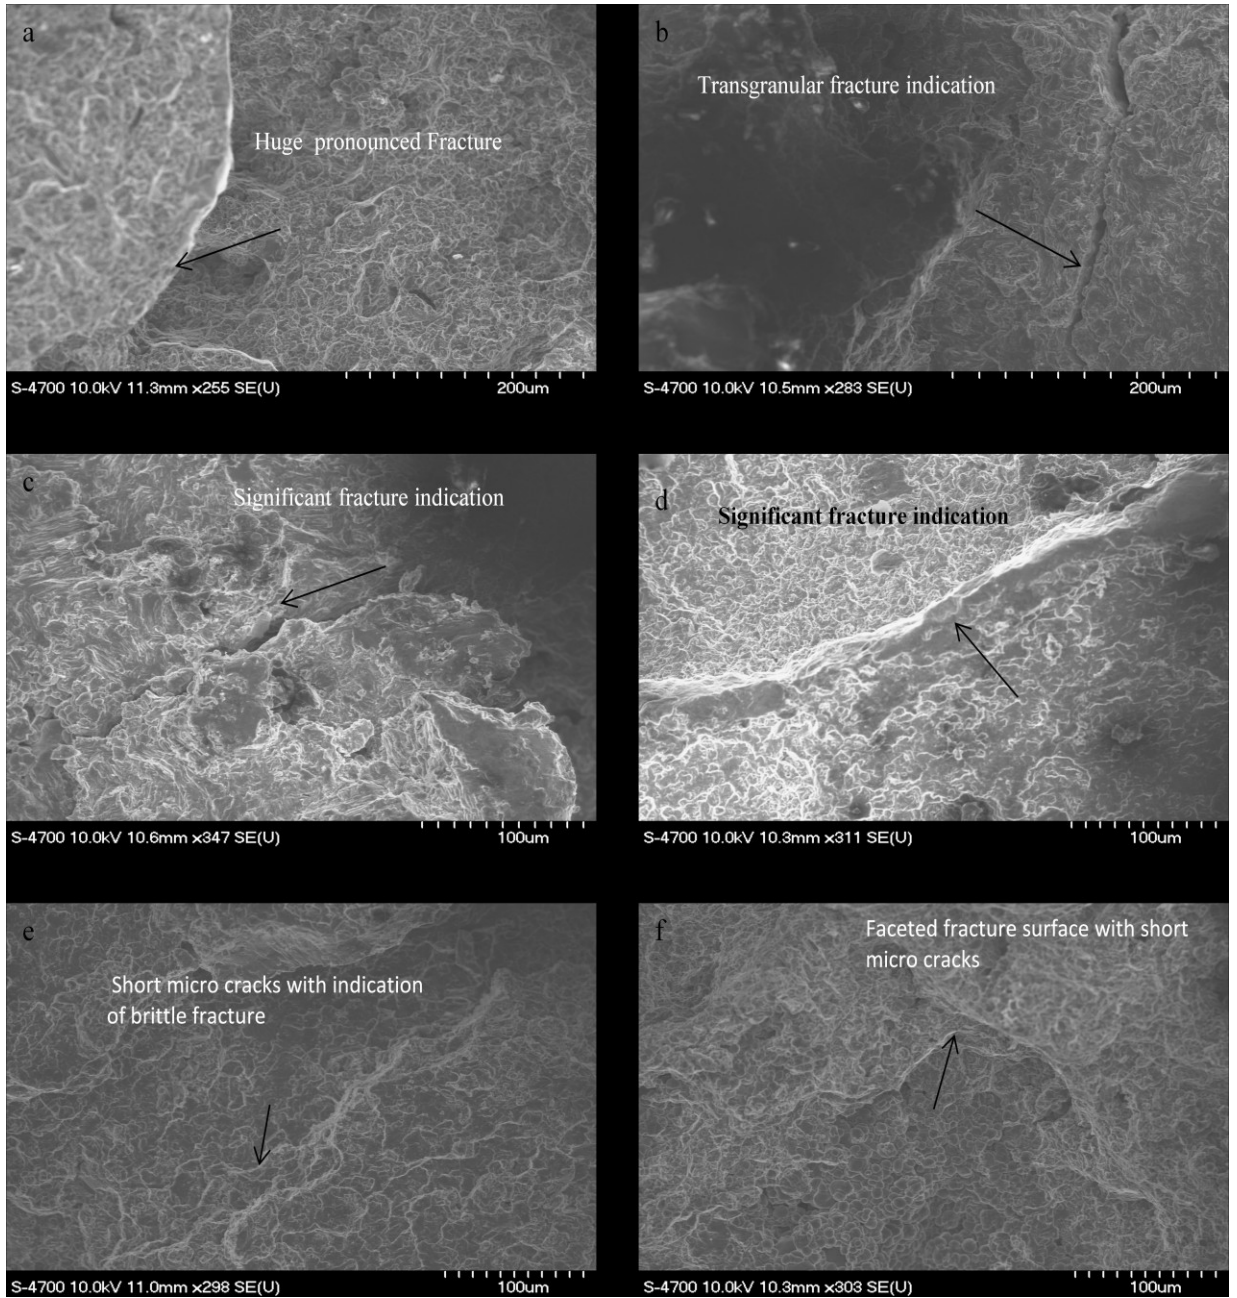 a
Huge pronounced Fracture
S-4700 10.0kV 11.3mm x255 SE(U)
200um
b
Transgranular fracture indication
S-4700 10.0kV 10.5mm x283 SE(U)
200um
c
Significant fracture indication
S-4700 10.0kV 10.6mm x347 SE(U)
100um
d
Significant fracture indication
S-4700 10.0kV 10.3mm x311 SE(U)
100um
e
Short micro cracks with indication
of brittle fracture
S-4700 10.0kV 11.0mm x298 SE(U)
100um
f
Faceted fracture surface with short
micro cracks
S-4700 10.0kV 10.3mm x303 SE(U)
100um